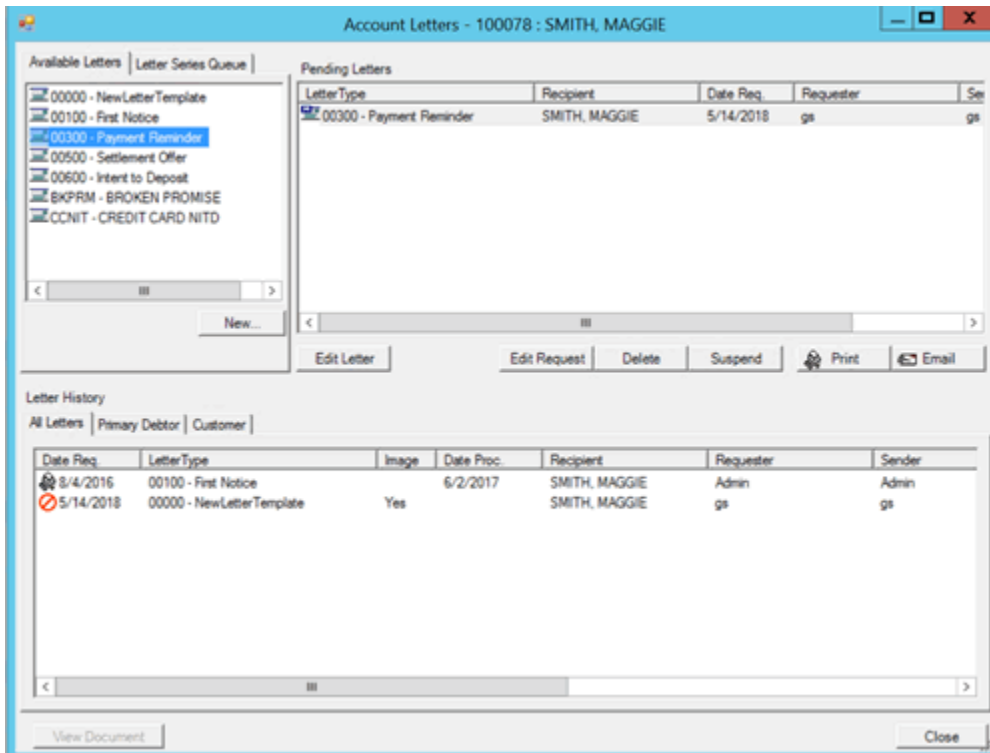 Account Letters - 100078 : SMITH, MAGGIE
Available Letters Letter Series Queue
00000 - NewLetterTemplate
00100 - First Notice
00300 - Payment Reminder
00500 - Settlement Offer
00600 - Intent to Deposit
BKPRM - BROKEN PROMISE
CCNIT - CREDIT CARD NITD
New...
Pending Letters
LetterType Recipient Date Req. Requester Se
00300 - Payment Reminder SMITH, MAGGIE 5/14/2018 gs gs
Edit Letter Edit Request Delete Suspend Print Email
Letter History
All Letters Primary Debtor Customer
Date Req. LetterType Image Date Proc. Recipient Requester Sender
8/4/2016 00100 - First Notice 6/2/2017 SMITH, MAGGIE Admin Admin
5/14/2018 00000 - NewLetterTemplate Yes SMITH, MAGGIE gs gs
View Document Close